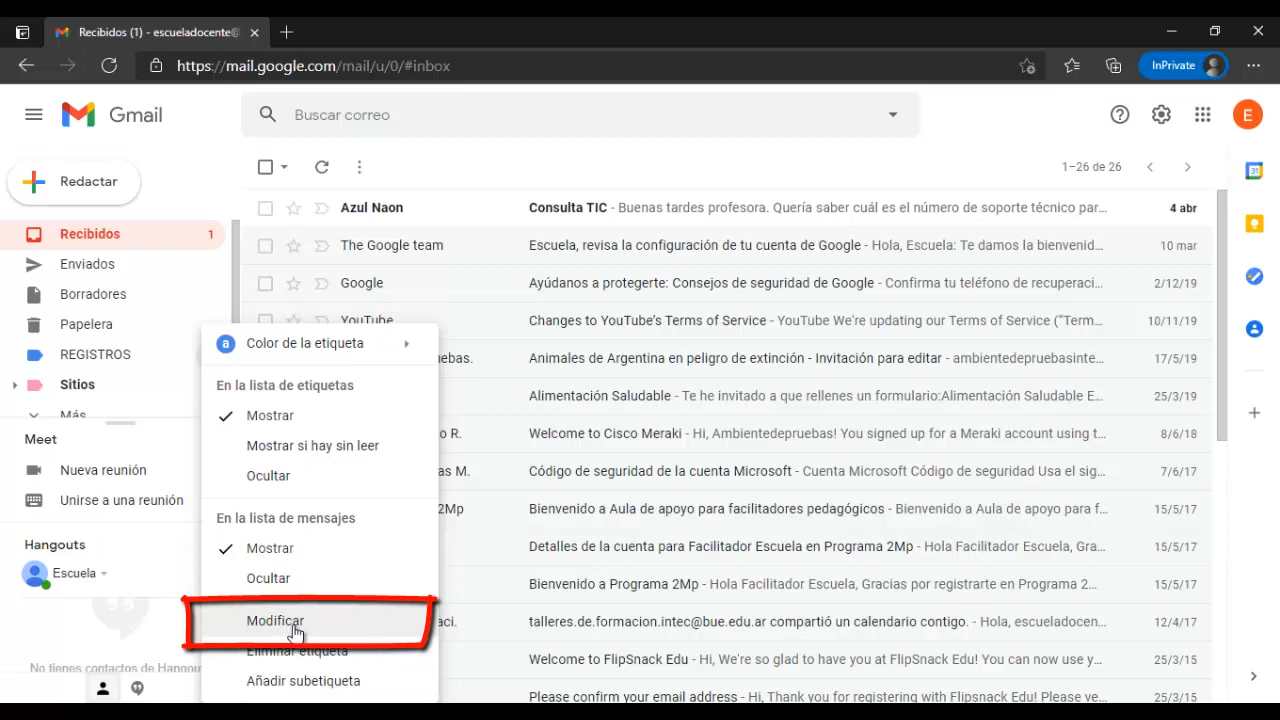 Recibidos (1) - escueladocente@
https://mail.google.com/mail/u/0/#inbox
InPrivate
Gmail
Buscar correo
E
Redactar
1–26 de 26
Recibidos 1
Enviados
Borradores
Papelera
REGISTROS
Sitios
Más
Meet
Nueva reunión
Unirse a una reunión
Hangouts
Escuela
No tienes contactos de Hangou
a Color de la etiqueta
En la lista de etiquetas
Mostrar
Mostrar si hay sin leer
Ocultar
En la lista de mensajes
Mostrar
Ocultar
Modificar
Eliminar etiqueta
Añadir subetiqueta
Azul Naon Consulta TIC - Buenas tardes profesora. Quería saber cuál es el número de soporte técnico par... 4 abr
The Google team Escuela, revisa la configuración de tu cuenta de Google - Hola, Escuela: Te damos la bienvenid... 10 mar
Google Ayúdanos a protegerte: Consejos de seguridad de Google - Confirma tu teléfono de recuperaci... 2/12/19
YouTube Changes to YouTube's Terms of Service - YouTube We're updating our Terms of Service (“Term... 10/11/19
ebas. Animales de Argentina en peligro de extinción - Invitación para editar - ambientedepruebasinte... 17/5/19
Alimentación Saludable - Te he invitado a que rellenes un formulario:Alimentación Saludable E... 25/3/19
o R. Welcome to Cisco Meraki - Hi, Ambientedepruebas! You signed up for a Meraki account using t... 8/6/18
as M. Código de seguridad de la cuenta Microsoft - Cuenta Microsoft Código de seguridad Usa el sig... 7/6/17
2Mp Bienvenido a Aula de apoyo para facilitadores pedagógicos - Bienvenido a Aula de apoyo para f... 15/5/17
Detalles de la cuenta para Facilitador Escuela en Programa 2Mp - Hola Facilitador Escuela, Gra... 15/5/17
Bienvenido a Programa 2Mp - Hola Facilitador Escuela, Gracias por registrarte en Programa 2... 15/5/17
aci. talleres.de.formacion.intec@bue.edu.ar compartió un calendario contigo. - Hola, escueladocen... 12/4/17
Welcome to FlipSnack Edu - Hi, We're so glad to have you at FlipSnack Edu! You can now use y... 25/3/15
Please confirm your email address - Hi, Thank you for registering with Flipsnack Edu! Please ve... 25/3/15